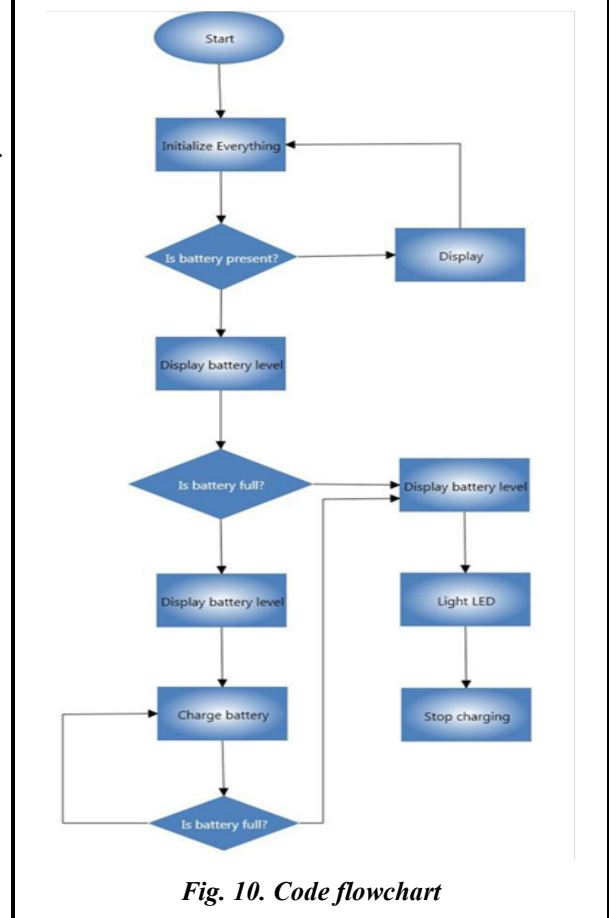 Start
Initialize Everything
Is battery present?
Display
Display battery level
Is battery full?
Display battery level
Display battery level
Light LED
Charge battery
Stop charging
Is battery full?
Fig. 10. Code flowchart